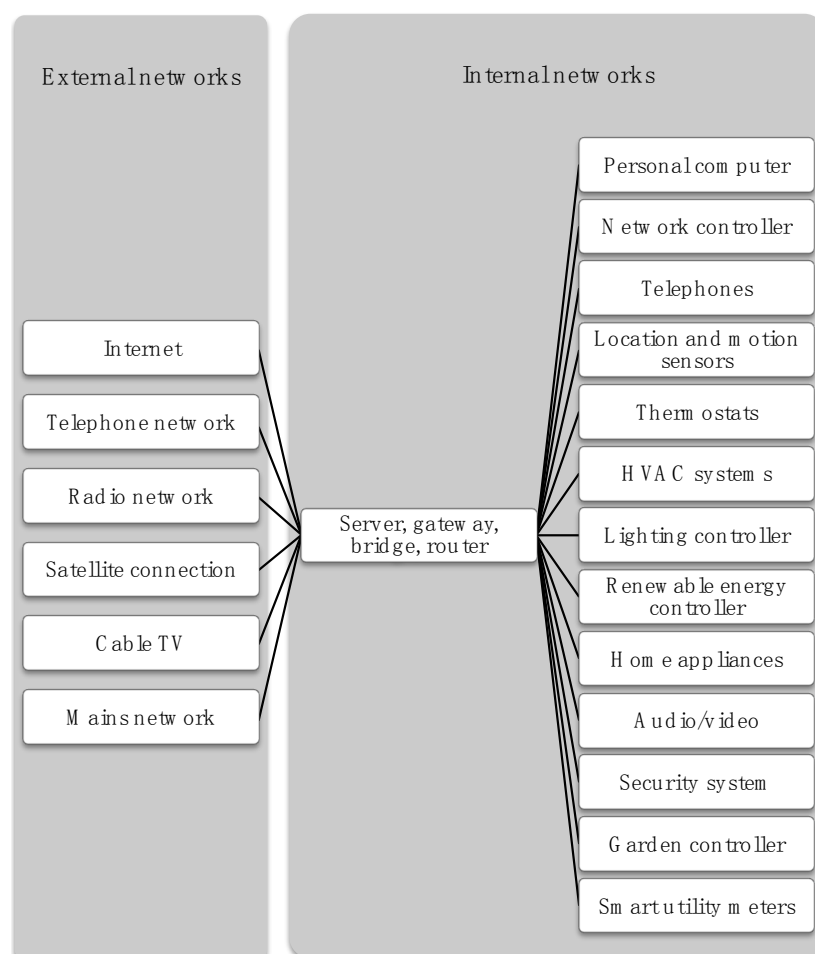 External networks
Internet
Telephone network
Radio network
Satellite connection
Cable TV
Mains network
Internal networks
Server, gateway,
bridge, router
Personal computer
Network controller
Telephones
Location and motion
sensors
Thermostats
HVAC systems
Lighting controller
Renewable energy
controller
Home appliances
Audio/video
Security system
Garden controller
Smart utility meters